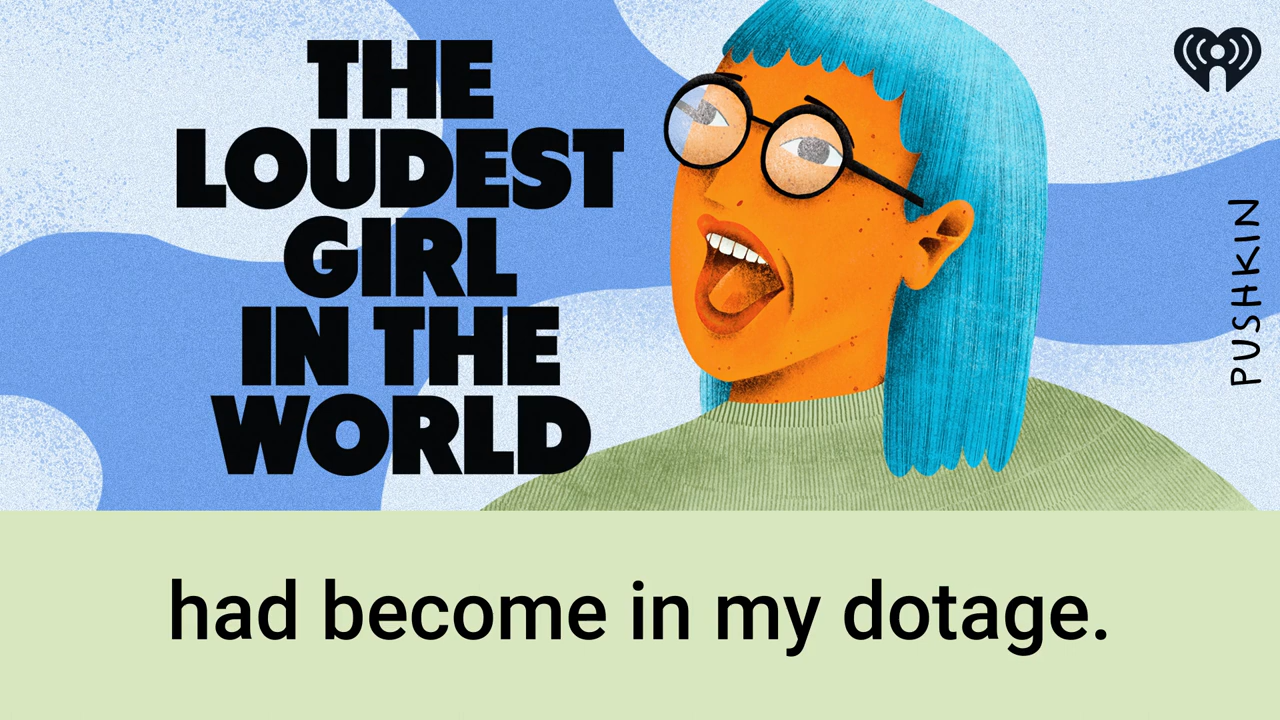 THE
LOUDEST
GIRL
IN THE
WORLD
PUSHKIN
had become in my dotage.